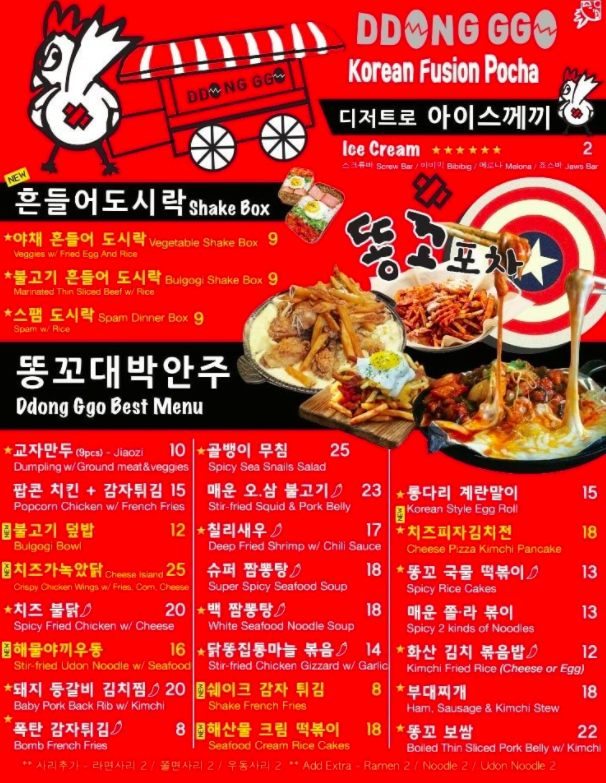 DDONG GGO
Korean Fusion Pocha
DDONG GGO
디저트로 아이스께끼
Ice Cream ★★★★★★ 2
스크류바 Screw Bar / 비비빅 Bibibig / 메로나 Melona / 죠스바 Jaws Bar
NEW
흔들어도시락 Shake Box
★야채 흔들어 도시락 Vegetable Shake Box 9
Veggies w/ Fried Egg And Rice
★불고기 흔들어 도시락 Bulgogi Shake Box 9
Marinated Thin Sliced Beef w/ Rice
★스팸 도시락 Spam Dinner Box 9
Spam w/ Rice
똥꼬포차
똥꼬대박안주
Ddong Ggo Best Menu
★교자만두 (9pcs) - Jiaozi 10
Dumpling w/ Ground meat&veggies
팝콘 치킨 + 감자튀김 15
Popcorn Chicken w/ French Fries
불고기 덮밥 12
Bulgogi Bowl
치즈가녹았닭 Cheese Island 25
Crispy Chicken Wings w/ Fries, Corn, Cheese
★치즈 불닭 20
Spicy Fried Chicken w/ Cheese
해물야끼우동 16
Stir-fried Udon Noodle w/ Seafood
★돼지 등갈비 김치찜 20
Baby Pork Back Rib w/ Kimchi
★폭탄 감자튀김 8
Bomb French Fries
★골뱅이 무침 25
Spicy Sea Snails Salad
매운 오.삼 불고기 23
Stir-fried Squid & Pork Belly
★칠리새우 17
Deep Fried Shrimp w/ Chili Sauce
슈퍼 짬뽕탕 18
Super Spicy Seafood Soup
★백 짬뽕탕 18
White Seafood Noodle Soup
★닭똥집통마늘 볶음 14
Stir-fried Chicken Gizzard w/ Garlic
쉐이크 감자 튀김 8
Shake French Fries
해산물 크림 떡볶이 18
Seafood Cream Rice Cakes
★롱다리 계란말이 15
Korean Style Egg Roll
★치즈피자김치전 18
Cheese Pizza Kimchi Pancake
★똥꼬 국물 떡볶이 13
Spicy Rice Cakes
매운 쫄.라 볶이 13
Spicy 2 kinds of Noodles
★화산 김치 볶음밥 12
Kimchi Fried Rice (Cheese or Egg)
★부대찌개 18
Ham, Sausage & Kimchi Stew
★똥꼬 보쌈 22
Boiled Thin Sliced Pork Belly w/ Kimchi
** 사리추가 - 라면사리 2 / 쫄면사리 2 / 우동사리 2 ** Add Extra - Ramen 2 / Noodle 2 / Udon Noodle 2